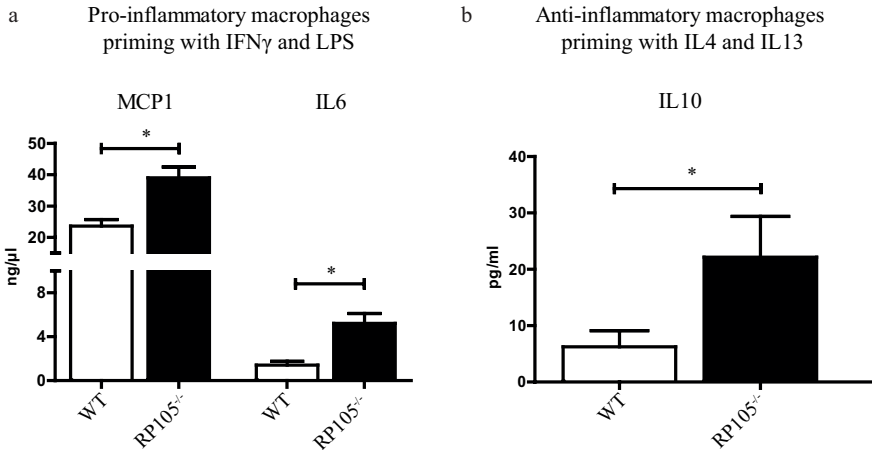 a
Pro-inflammatory macrophages
priming with IFNγ and LPS
MCP1
IL6
50
40
30
20
8
4
0
ng/µl
*
*
WT
RP105-/-
WT
RP105-/-
b
Anti-inflammatory macrophages
priming with IL4 and IL13
IL10
40
30
20
10
0
pg/ml
*
WT
RP105-/-